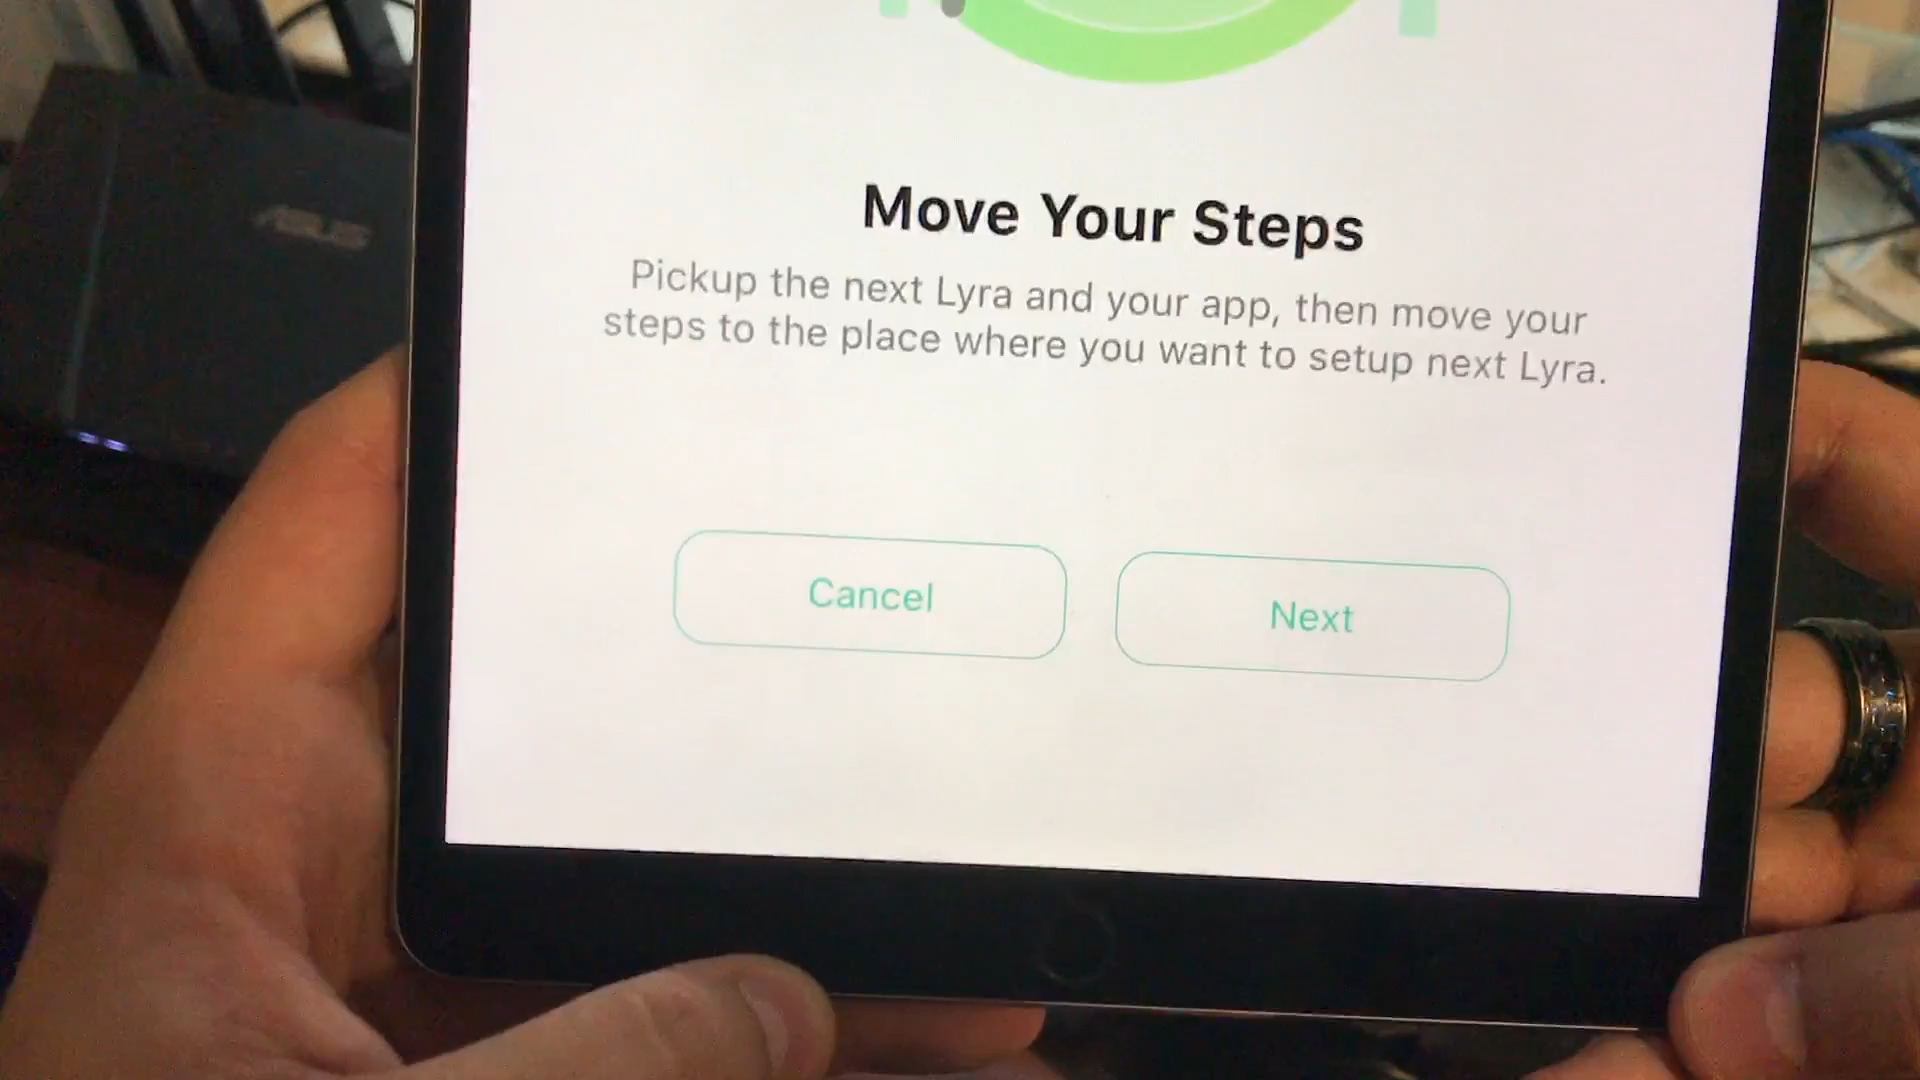 ASUS
Move Your Steps
Pickup the next Lyra and your app, then move your
steps to the place where you want to setup next Lyra.
Cancel
Next